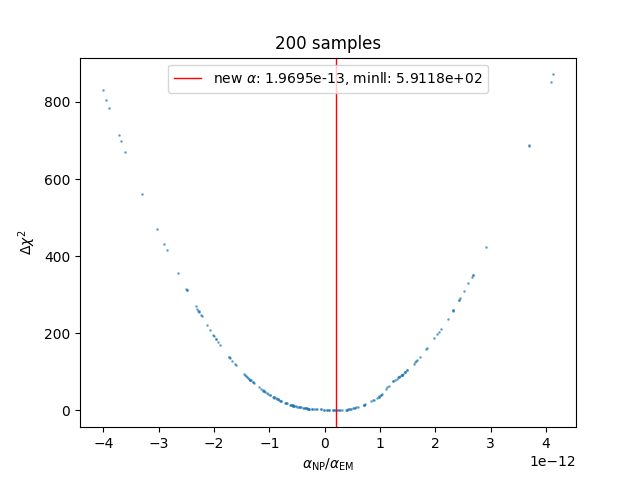 200 samples
new α: 1.9695e-13, minll: 5.9118e+02
Δχ²
800
600
400
200
0
−4 −3 −2 −1 0 1 2 3 4
1e−12
α_NP/α_EM